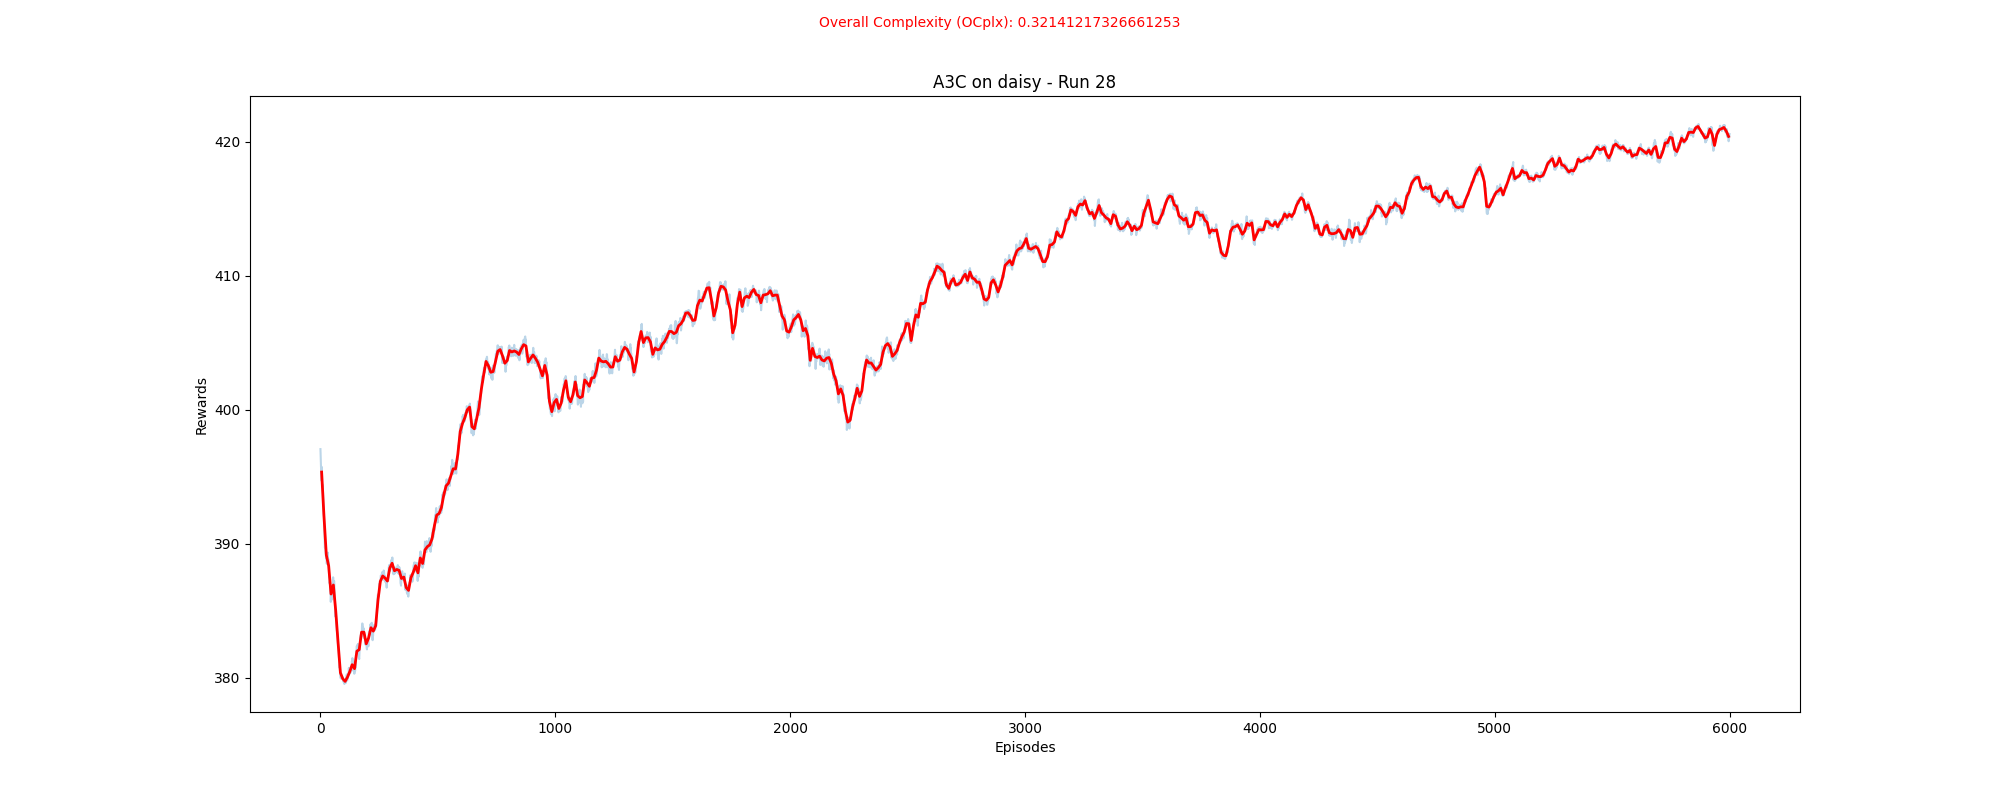 Overall Complexity (OCplx): 0.32141217326661253
A3C on daisy - Run 28
420
410
400
390
380
Rewards
0 1000 2000 3000 4000 5000 6000
Episodes